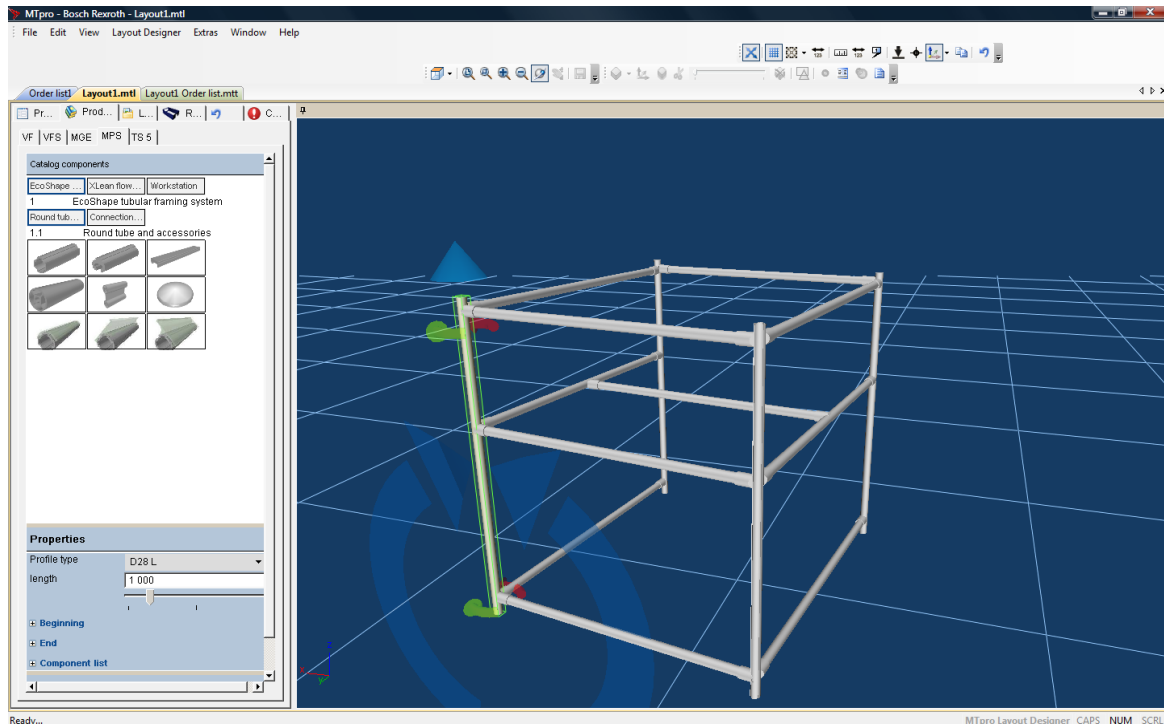 MTpro - Bosch Rexroth - Layout1.mtl
File Edit View Layout Designer Extras Window Help
Order list1 Layout1.mtl Layout1 Order list.mtt
Pr... Prod... L... R... C...
VF VFS MGE MPS TS 5
Catalog components
EcoShape ... XLean flow... Workstation
1 EcoShape tubular framing system
Round tub... Connection...
1.1 Round tube and accessories
Properties
Profile type D28 L
length 1 000
Beginning
End
Component list
Ready... MTpro Layout Designer CAPS NUM SCRL